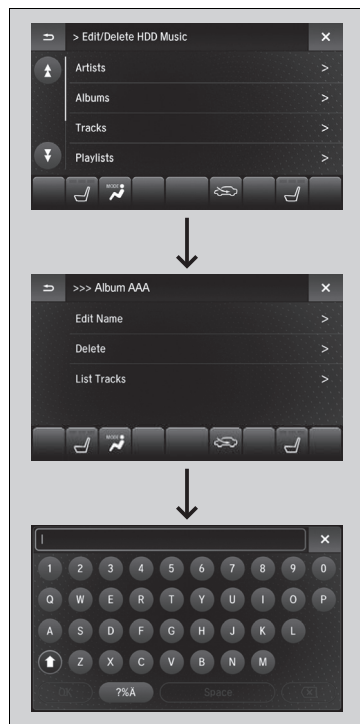 > Edit/Delete HDD Music
Artists >
Albums >
Tracks >
Playlists >
MODE
>>> Album AAA
Edit Name >
Delete >
List Tracks >
MODE
1 2 3 4 5 6 7 8 9 0
Q W E R T Y U I O P
A S D F G H J K L
Z X C V B N M
OK ?%Ä Space